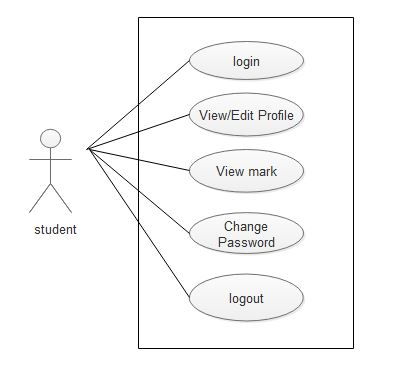 login
View/Edit Profile
View mark
Change
Password
student
logout